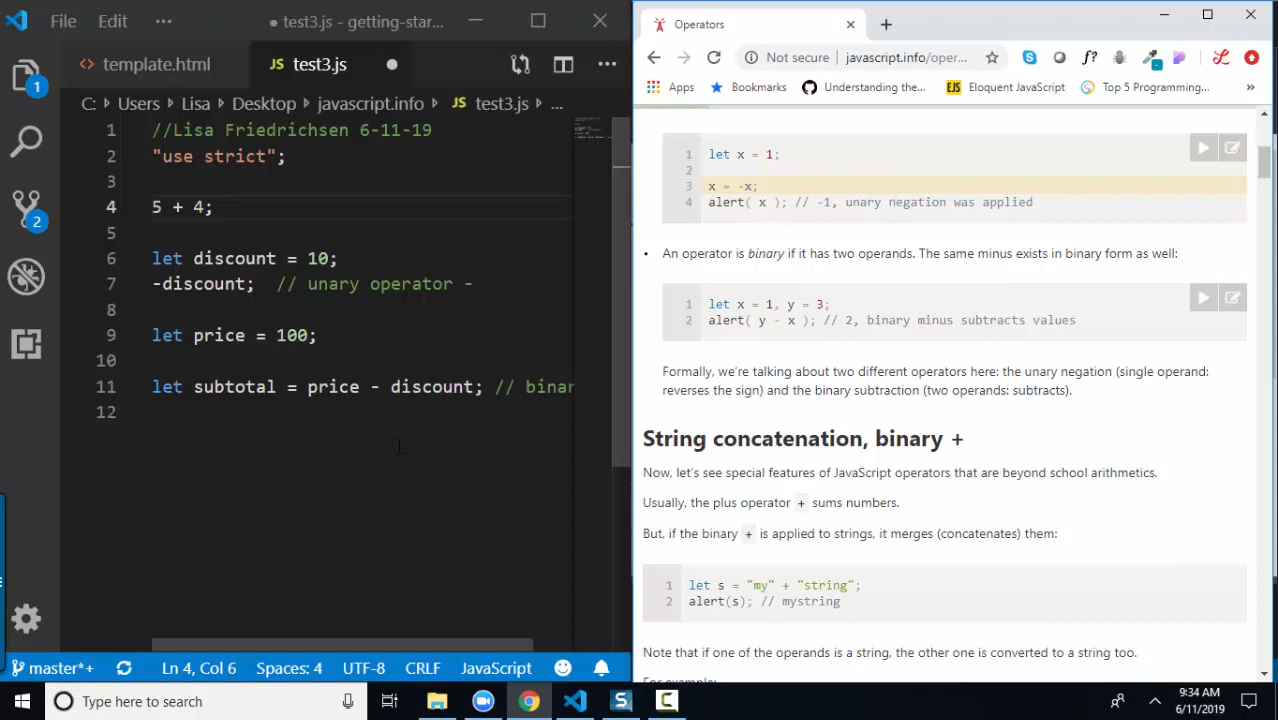 File Edit ··· ● test3.js - getting-star...
template.html JS test3.js ● ···
C: > Users > Lisa > Desktop > javascript.info > JS test3.js > ...
1 //Lisa Friedrichsen 6-11-19
2 "use strict";
3
4 5 + 4;
5
6 let discount = 10;
7 -discount;  // unary operator -
8
9 let price = 100;
10
11 let subtotal = price - discount; // binar
12
1
2
master*+ Ln 4, Col 6 Spaces: 4 UTF-8 CRLF JavaScript
Operators
Not secure javascript.info/oper...
f?
Apps Bookmarks Understanding the... EJS Eloquent JavaScript Top 5 Programming... »
1 let x = 1;
2
3 x = -x;
4 alert( x ); // -1, unary negation was applied
• An operator is binary if it has two operands. The same minus exists in binary form as well:
1 let x = 1, y = 3;
2 alert( y - x ); // 2, binary minus subtracts values
Formally, we're talking about two different operators here: the unary negation (single operand:
reverses the sign) and the binary subtraction (two operands: subtracts).
String concatenation, binary +
Now, let's see special features of JavaScript operators that are beyond school arithmetics.
Usually, the plus operator + sums numbers.
But, if the binary + is applied to strings, it merges (concatenates) them:
1 let s = "my" + "string";
2 alert(s); // mystring
Note that if one of the operands is a string, the other one is converted to a string too.
For example:
Type here to search
9:34 AM
6/11/2019